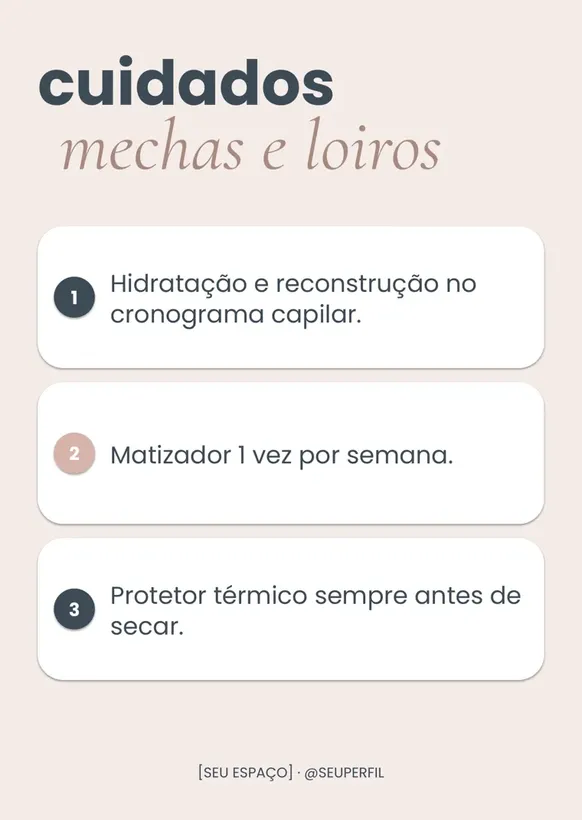 cuidados
mechas e loiros
1
Hidratação e reconstrução no
cronograma capilar.
2
Matizador 1 vez por semana.
3
Protetor térmico sempre antes de
secar.
[SEU ESPAÇO] · @SEUPERFIL